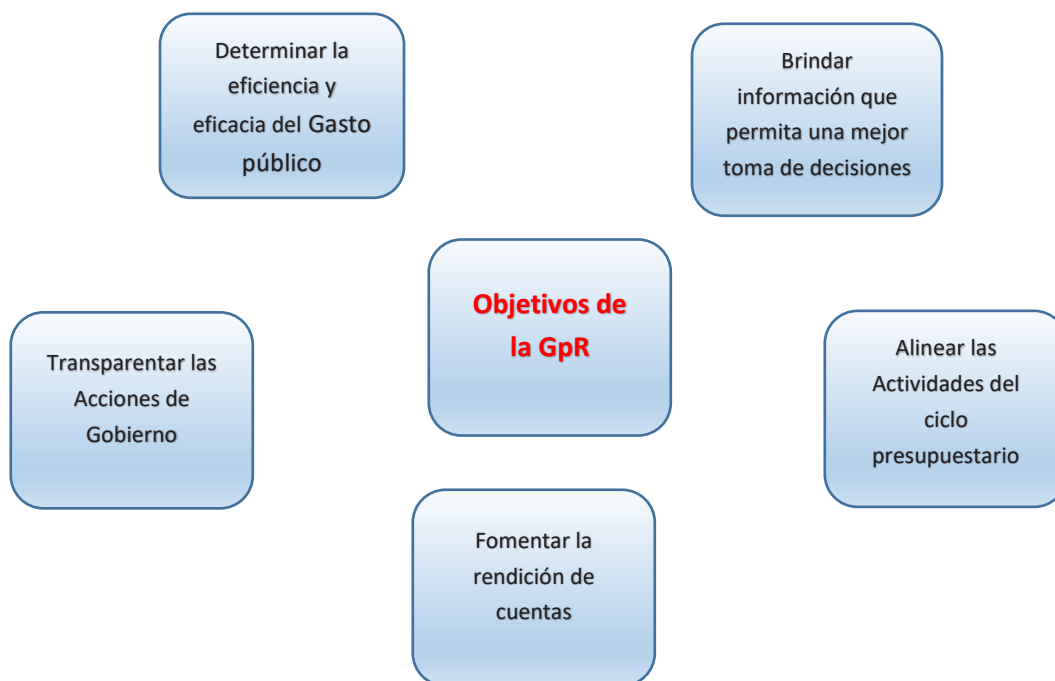 Determinar la
eficiencia y
eficacia del Gasto
público
Brindar
información que
permita una mejor
toma de decisiones
Objetivos de
la GpR
Transparentar las
Acciones de
Gobierno
Alinear las
Actividades del
ciclo
presupuestario
Fomentar la
rendición de
cuentas